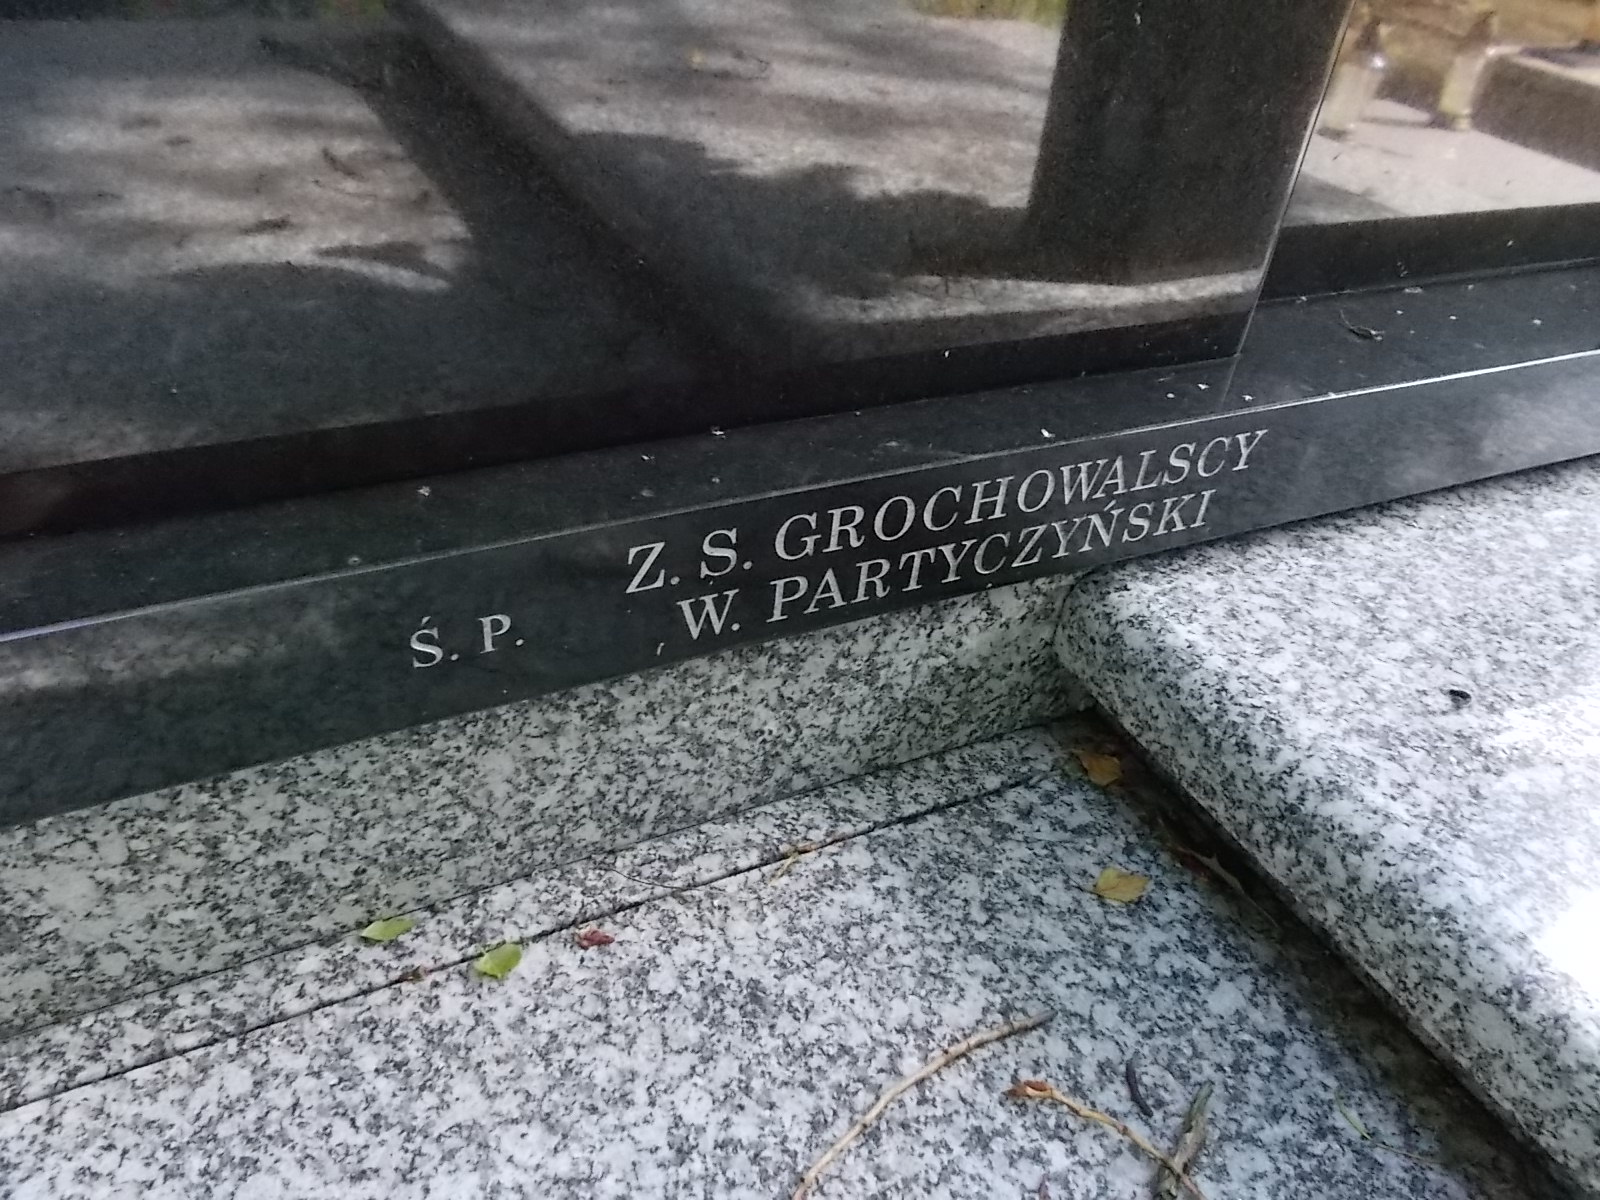 Z. S. GROCHOWALSCY
Ś. P. W. PARTYCZYŃSKI